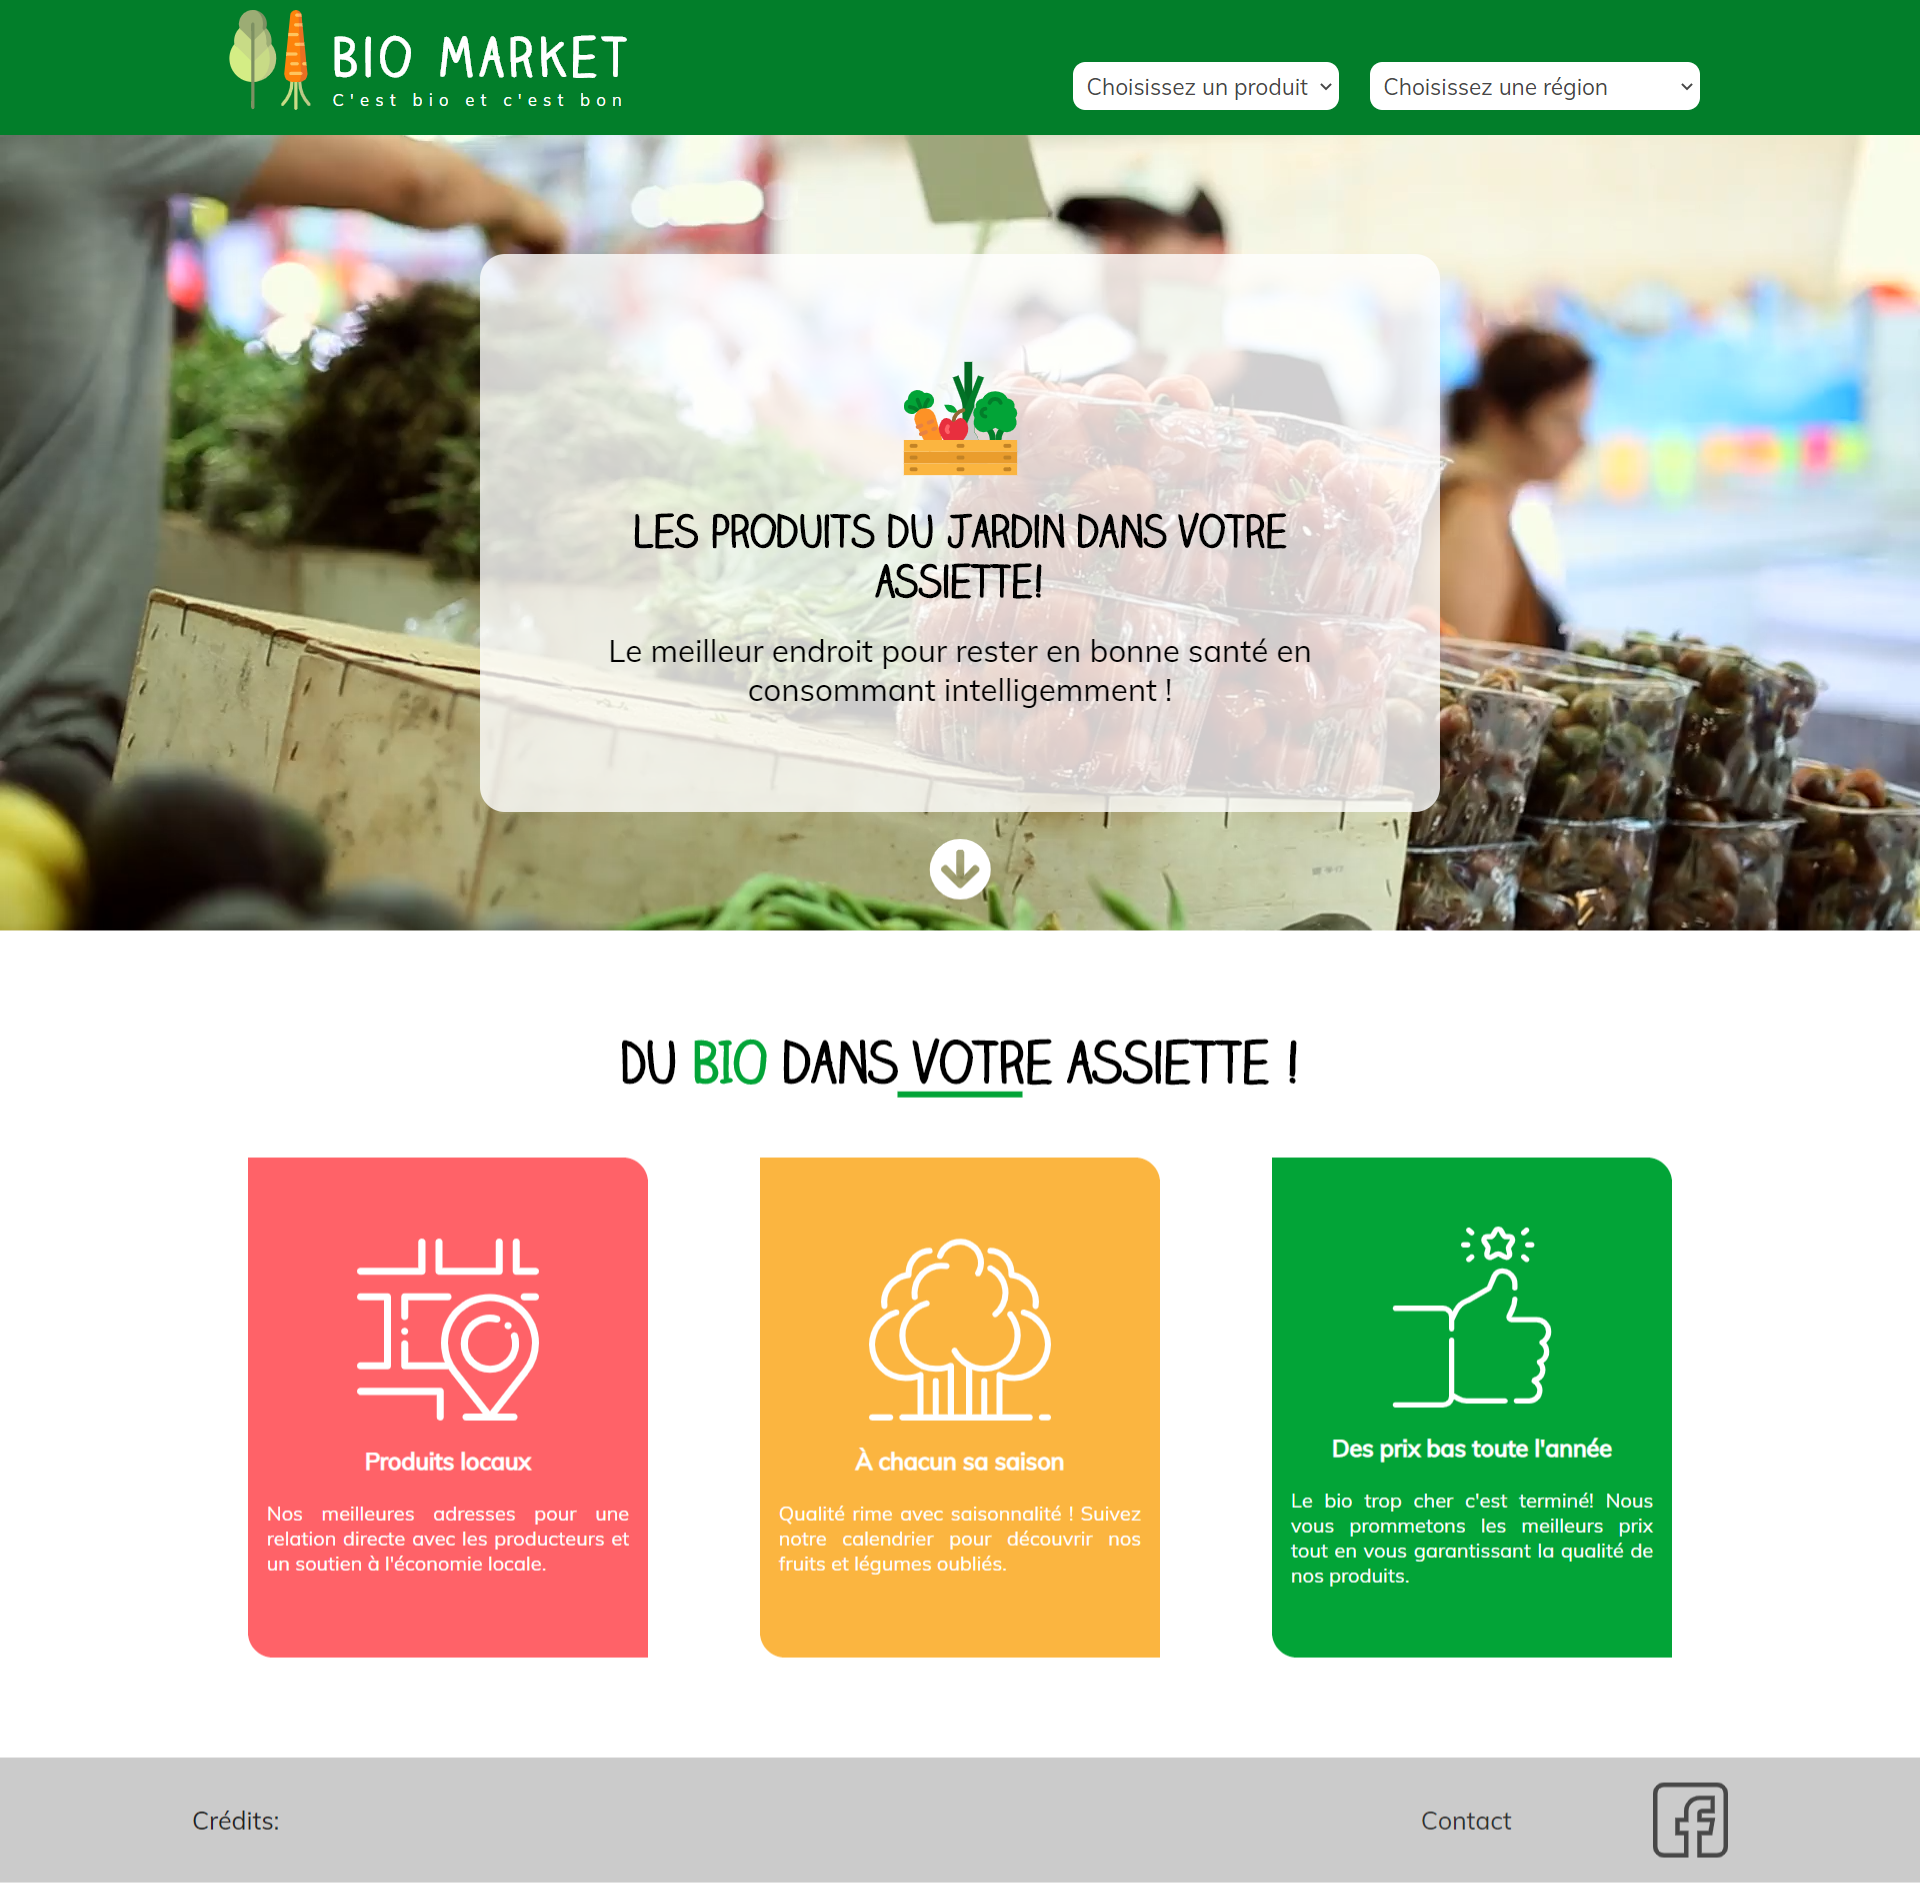 BIO MARKET
C'est bio et c'est bon
Choisissez un produit
Choisissez une région
LES PRODUITS DU JARDIN DANS VOTRE
ASSIETTE!
Le meilleur endroit pour rester en bonne santé en
consommant intelligemment !
DU BIO DANS VOTRE ASSIETTE !
Produits locaux
Nos meilleures adresses pour une
relation directe avec les producteurs et
un soutien à l'économie locale.
À chacun sa saison
Qualité rime avec saisonnalité ! Suivez
notre calendrier pour découvrir nos
fruits et légumes oubliés.
Des prix bas toute l'année
Le bio trop cher c'est terminé! Nous
vous prommetons les meilleurs prix
tout en vous garantissant la qualité de
nos produits.
Crédits:
Contact